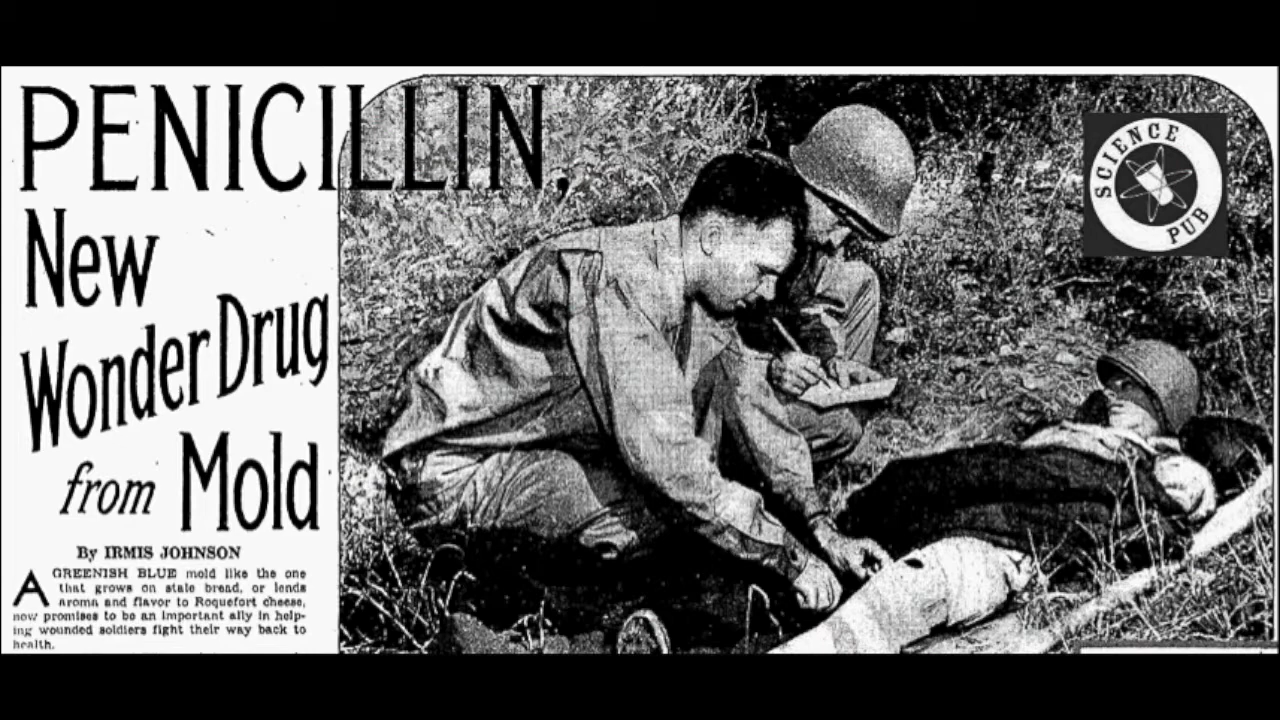 PENICILLIN,
New
Wonder Drug
from Mold
By IRMIS JOHNSON
A GREENISH BLUE mold like the one
that grows on stale bread, or lends
aroma and flavor to Roquefort cheese,
now promises to be an important ally in help-
ing wounded soldiers fight their way back to
health.
SCIENCE
PUB